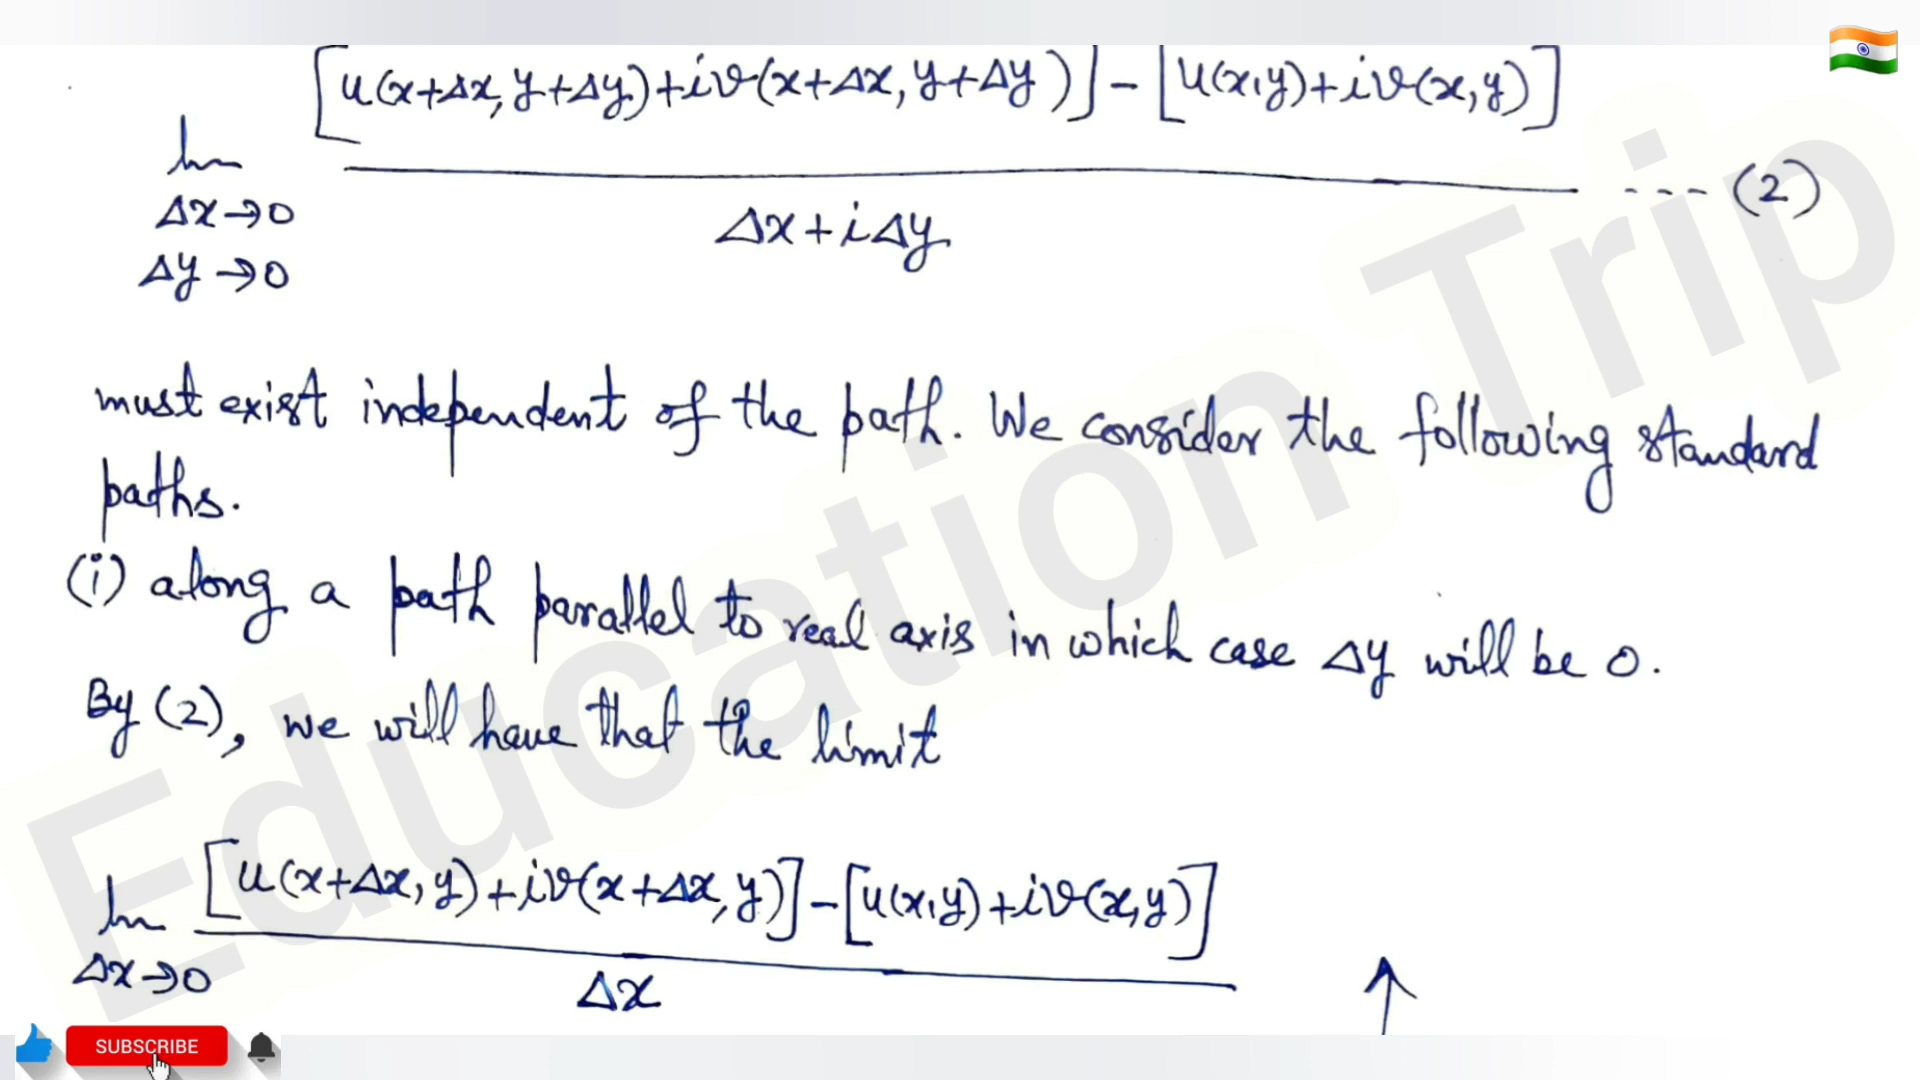 [u(x+Δx, y+Δy)+iv(x+Δx, y+Δy)] - [u(x,y)+iv(x,y)]
lim
Δx→0
Δy→0
Δx+iΔy
---- (2)
must exist independent of the path. We consider the following standard
paths.
(i) along a path parallel to real axis in which case Δy will be 0.
By (2), we will have that the limit
[u(x+Δx, y)+iv(x+Δx, y)] - [u(x,y)+iv(x,y)]
lim
Δx→0
Δx
Education Trip
SUBSCRIBE